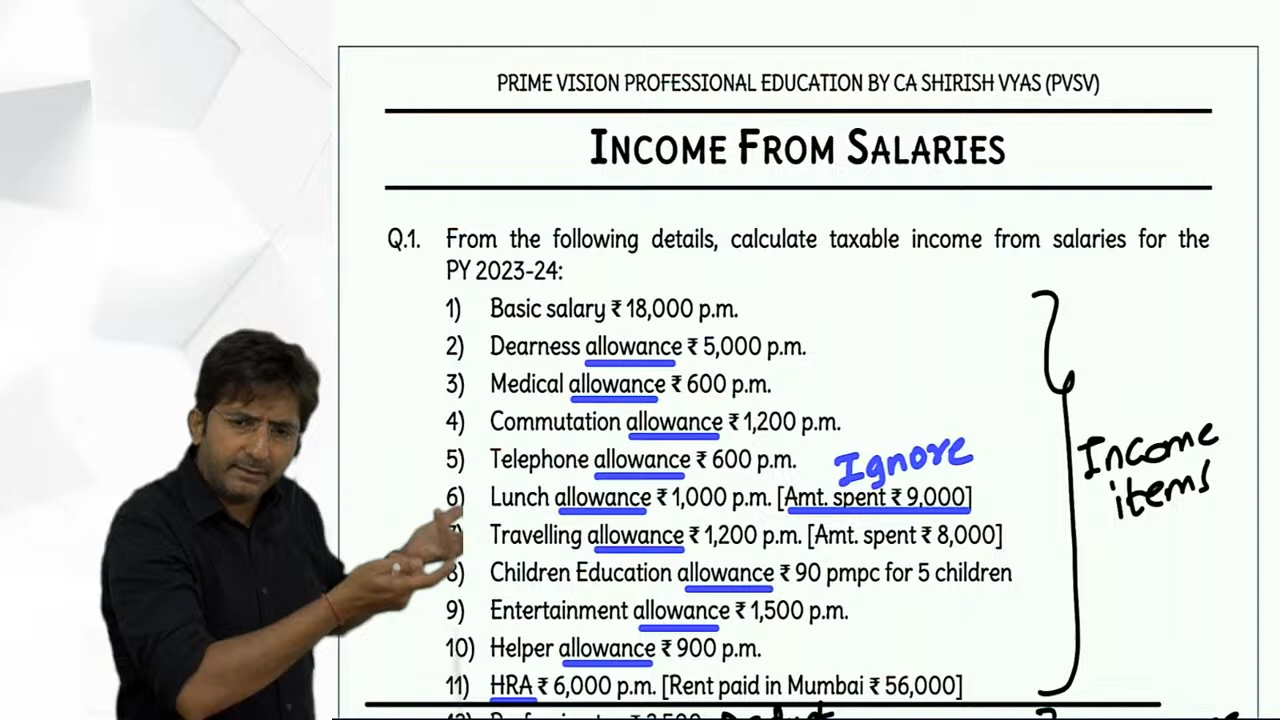 PRIME VISION PROFESSIONAL EDUCATION BY CA SHIRISH VYAS (PVSV)
INCOME FROM SALARIES
Q.1. From the following details, calculate taxable income from salaries for the
PY 2023-24:
1) Basic salary ₹ 18,000 p.m.
2) Dearness allowance ₹ 5,000 p.m.
3) Medical allowance ₹ 600 p.m.
4) Commutation allowance ₹ 1,200 p.m.
5) Telephone allowance ₹ 600 p.m.
Ignore
6) Lunch allowance ₹ 1,000 p.m. [Amt. spent ₹ 9,000]
7) Travelling allowance ₹ 1,200 p.m. [Amt. spent ₹ 8,000]
8) Children Education allowance ₹ 90 pmpc for 5 children
9) Entertainment allowance ₹ 1,500 p.m.
10) Helper allowance ₹ 900 p.m.
11) HRA ₹ 6,000 p.m. [Rent paid in Mumbai ₹ 56,000]
Income
items